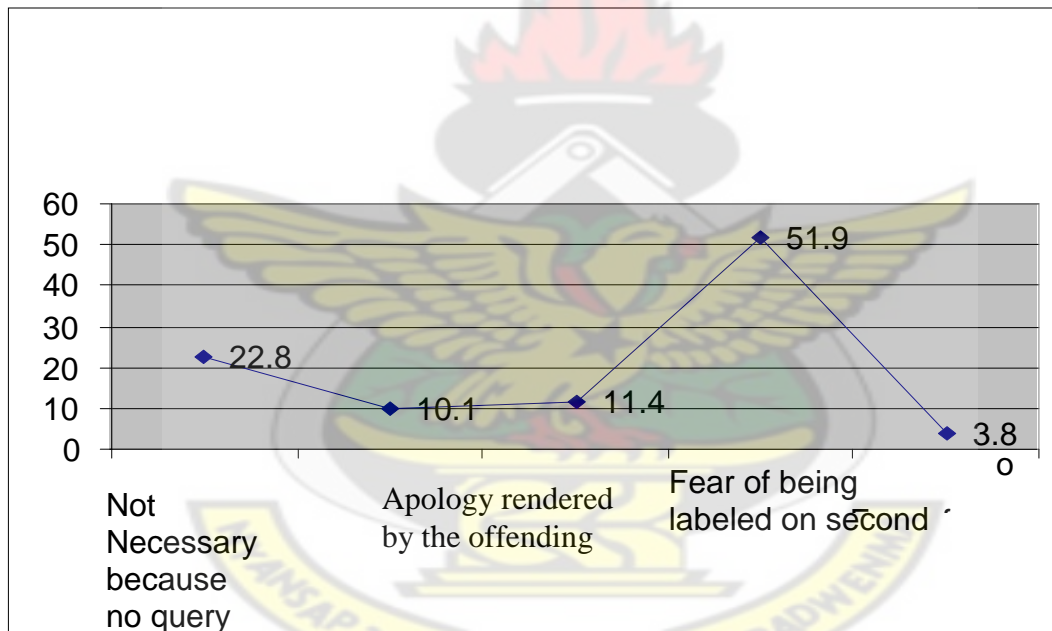 60
50
40
30
20
10
0
22.8
10.1
11.4
51.9
3.8
o
Not
Necessary
because
no query
Apology rendered
by the offending
Fear of being
labeled on second